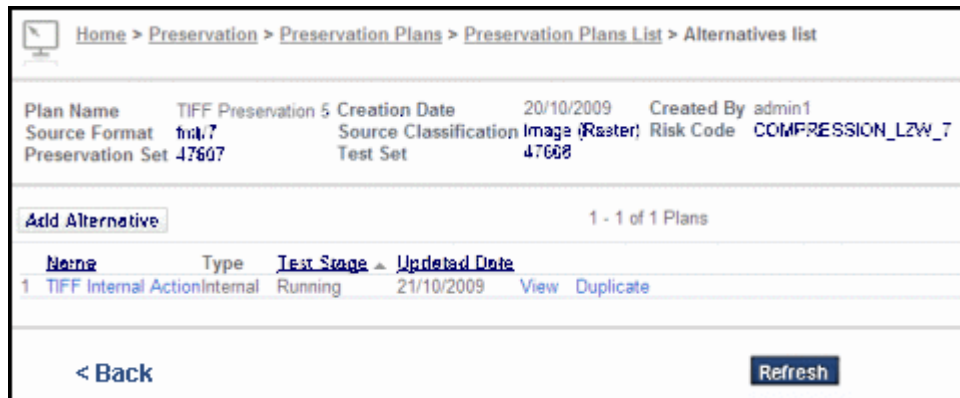 Home > Preservation > Preservation Plans > Preservation Plans List > Alternatives list
Plan Name TIFF Preservation 5 Creation Date 20/10/2009 Created By admin1
Source Format fmt/7 Source Classification Image (Raster) Risk Code COMPRESSION_LZW_7
Preservation Set 47607 Test Set 47608
Add Alternative 1 - 1 of 1 Plans
Name Type Test Stage Updated Date
1 TIFF Internal Action Internal Running 21/10/2009 View Duplicate
< Back Refresh